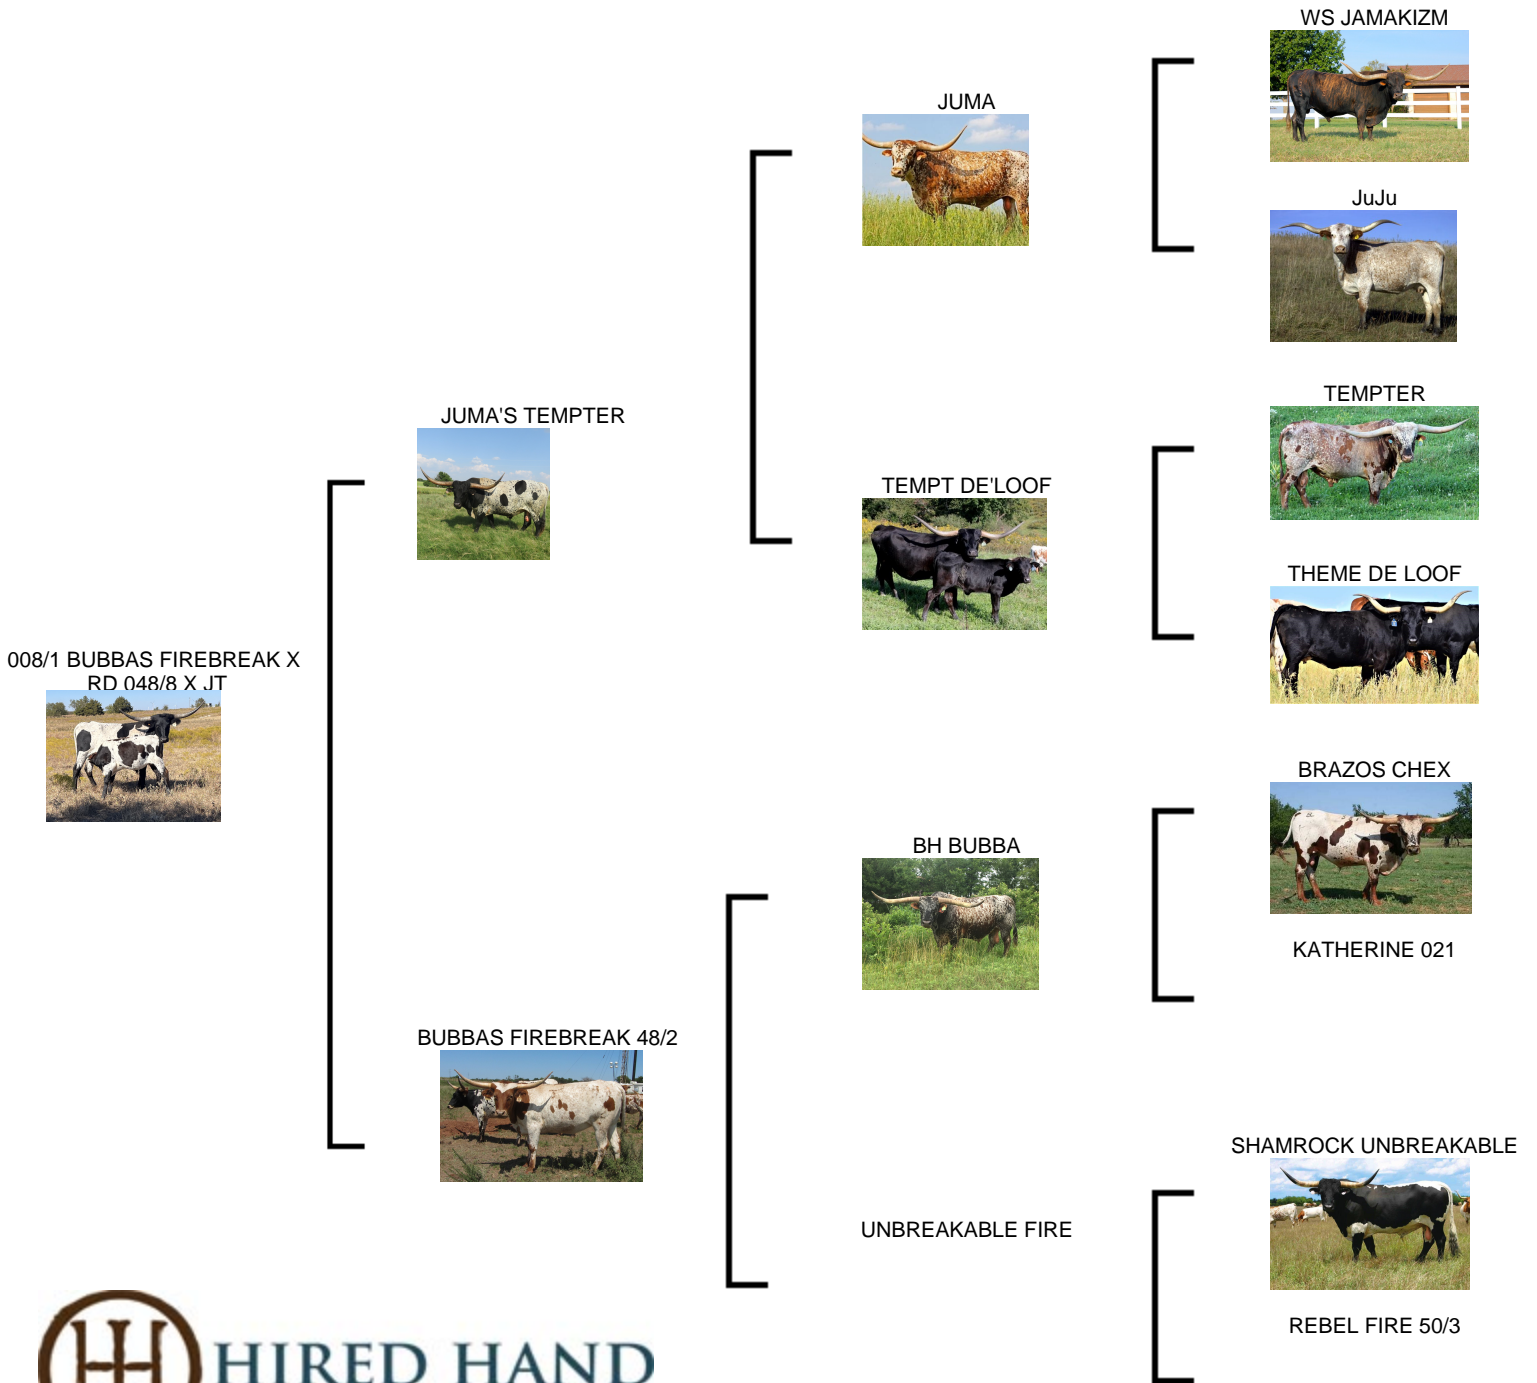 WS JAMAKIZM
JUMA
JuJu
TEMPTER
JUMA'S TEMPTER
TEMPT DE'LOOF
THEME DE LOOF
008/1 BUBBAS FIREBREAK X
RD 048/8 X JT
BRAZOS CHEX
BH BUBBA
KATHERINE 021
BUBBAS FIREBREAK 48/2
SHAMROCK UNBREAKABLE
UNBREAKABLE FIRE
REBEL FIRE 50/3
HIRED HAND